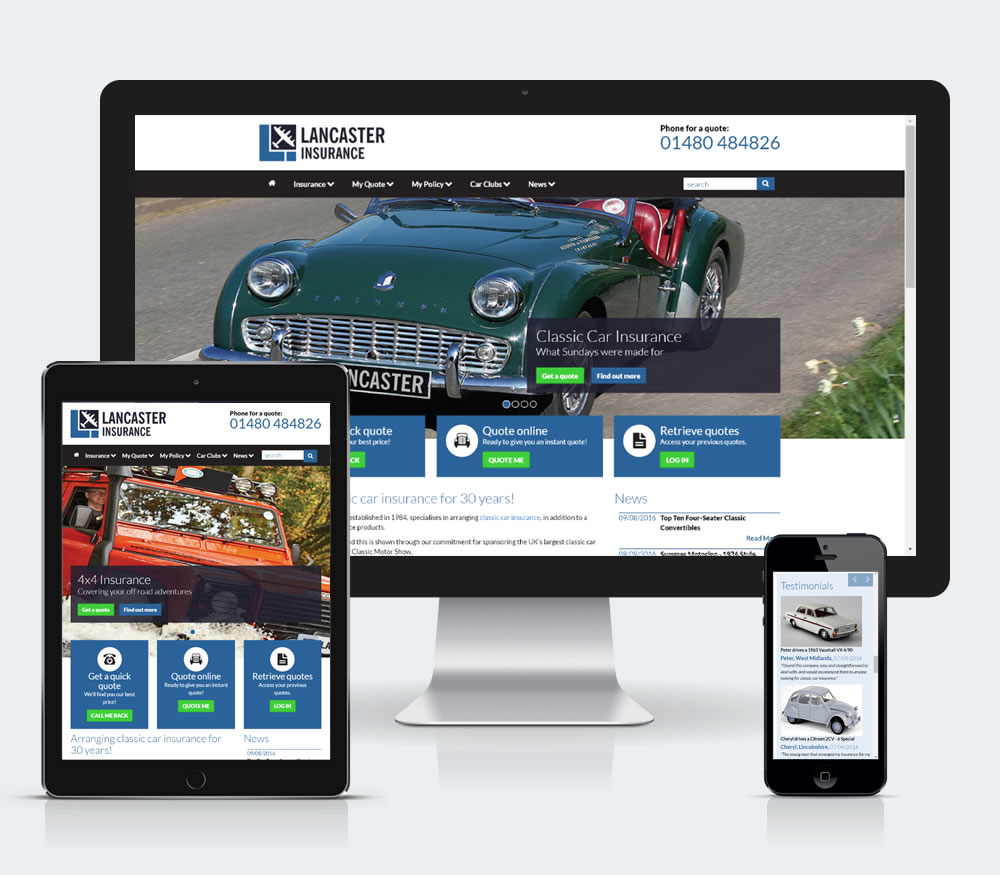 LANCASTER
INSURANCE
Phone for a quote:
01480 484826
Insurance
My Quote
My Policy
Car Clubs
News
search
TRIUMPH
Classic Car Insurance
What Sundays were made for
Get a quote
Find out more
NCASTER
ck quote
ur best price!
CK
Quote online
Ready to give you an instant quote!
QUOTE ME
Retrieve quotes
Access your previous quotes.
LOG IN
ic car insurance for 30 years!
established in 1984, specialises in arranging classic car insurance, in addition to a
ce products.
nd this is shown through our commitment for sponsoring the UK's largest classic car
Classic Motor Show.
News
09/08/2016 Top Ten Four-Seater Classic
Convertibles
Read Mo
08/08/2016 Summer Motoring - 1976 Style
LANCASTER
INSURANCE
Phone for a quote:
01480 484826
Insurance
My Quote
My Policy
Car Clubs
News
search
4x4 Insurance
Covering your off road adventures
Get a quote
Find out more
Get a quick
quote
We'll find you our best
price!
CALL ME BACK
Quote online
Ready to give you an instant
quote!
QUOTE ME
Retrieve quotes
Access your previous
quotes.
LOG IN
Arranging classic car insurance for
30 years!
News
09/08/2016
Testimonials
Peter drives a 1963 Vauxhall VX 4/90
Peter, West Midlands, 07/04/2016
"I found this company easy and straightforward to
deal with and would recommend them to anyone
looking for classic car insurance."
Cheryl drives a Citroen 2CV - 6 Special
Cheryl, Lincolnshire, 07/04/2016
"The young man that arranged my insurance for me